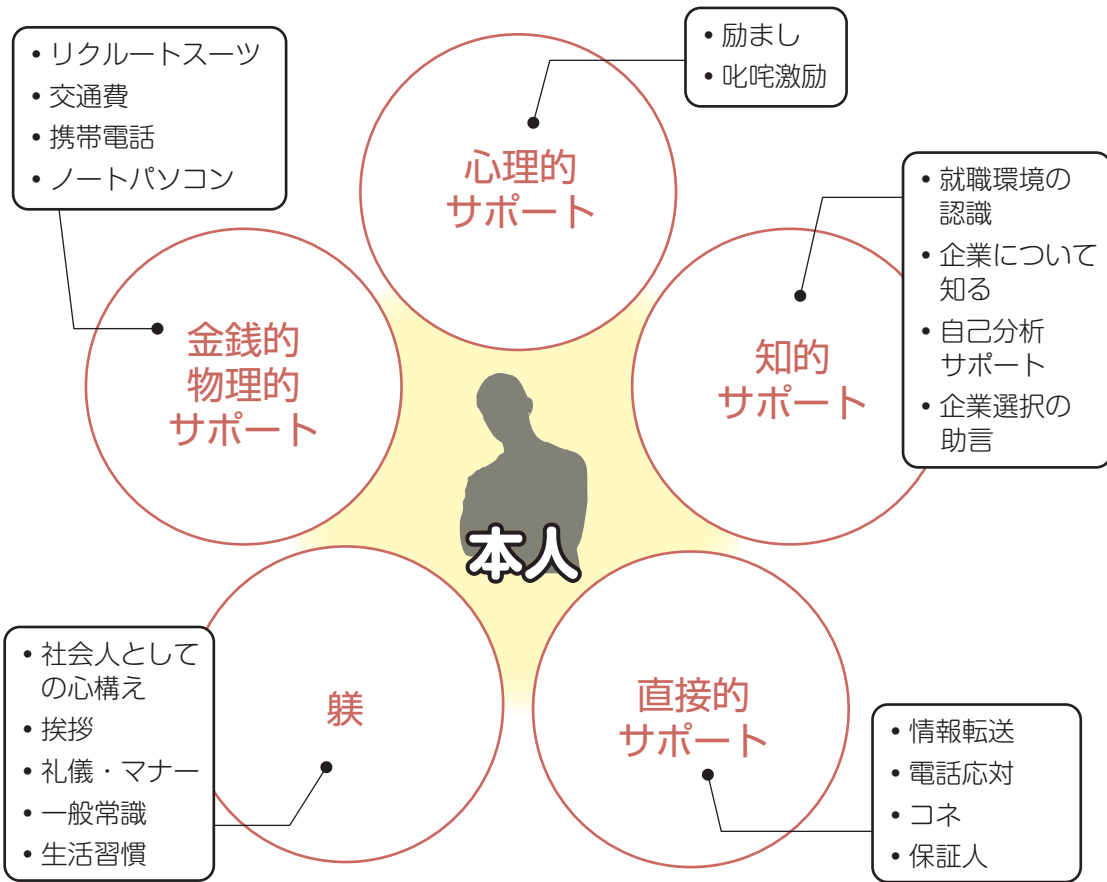 • リクルートスーツ
• 交通費
• 携帯電話
• ノートパソコン
• 励まし
• 叱咤激励
心理的
サポート
• 就職環境の
認識
• 企業について
知る
• 自己分析
サポート
• 企業選択の
助言
金銭的
物理的
サポート
知的
サポート
本人
• 社会人として
の心構え
• 挨拶
• 礼儀・マナー
• 一般常識
• 生活習慣
躾
直接的
サポート
• 情報転送
• 電話応対
• コネ
• 保証人